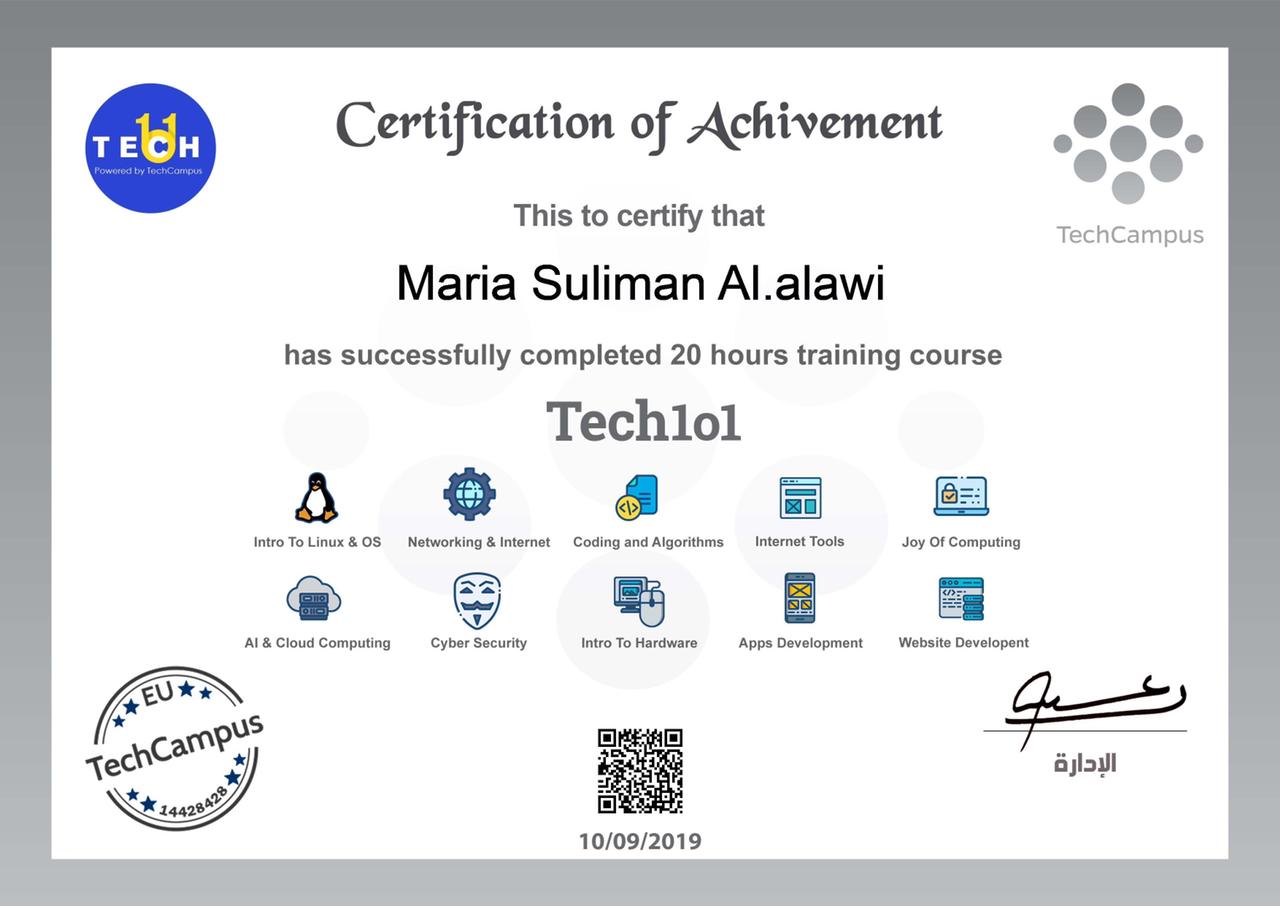 TECH
101
Powered by TechCampus
Certification of Achivement
TechCampus
This to certify that
Maria Suliman Al.alawi
has successfully completed 20 hours training course
Tech1o1
Intro To Linux & OS
Networking & Internet
Coding and Algorithms
Internet Tools
Joy Of Computing
AI & Cloud Computing
Cyber Security
Intro To Hardware
Apps Development
Website Developent
EU
TechCampus
14428428
الإدارة
10/09/2019